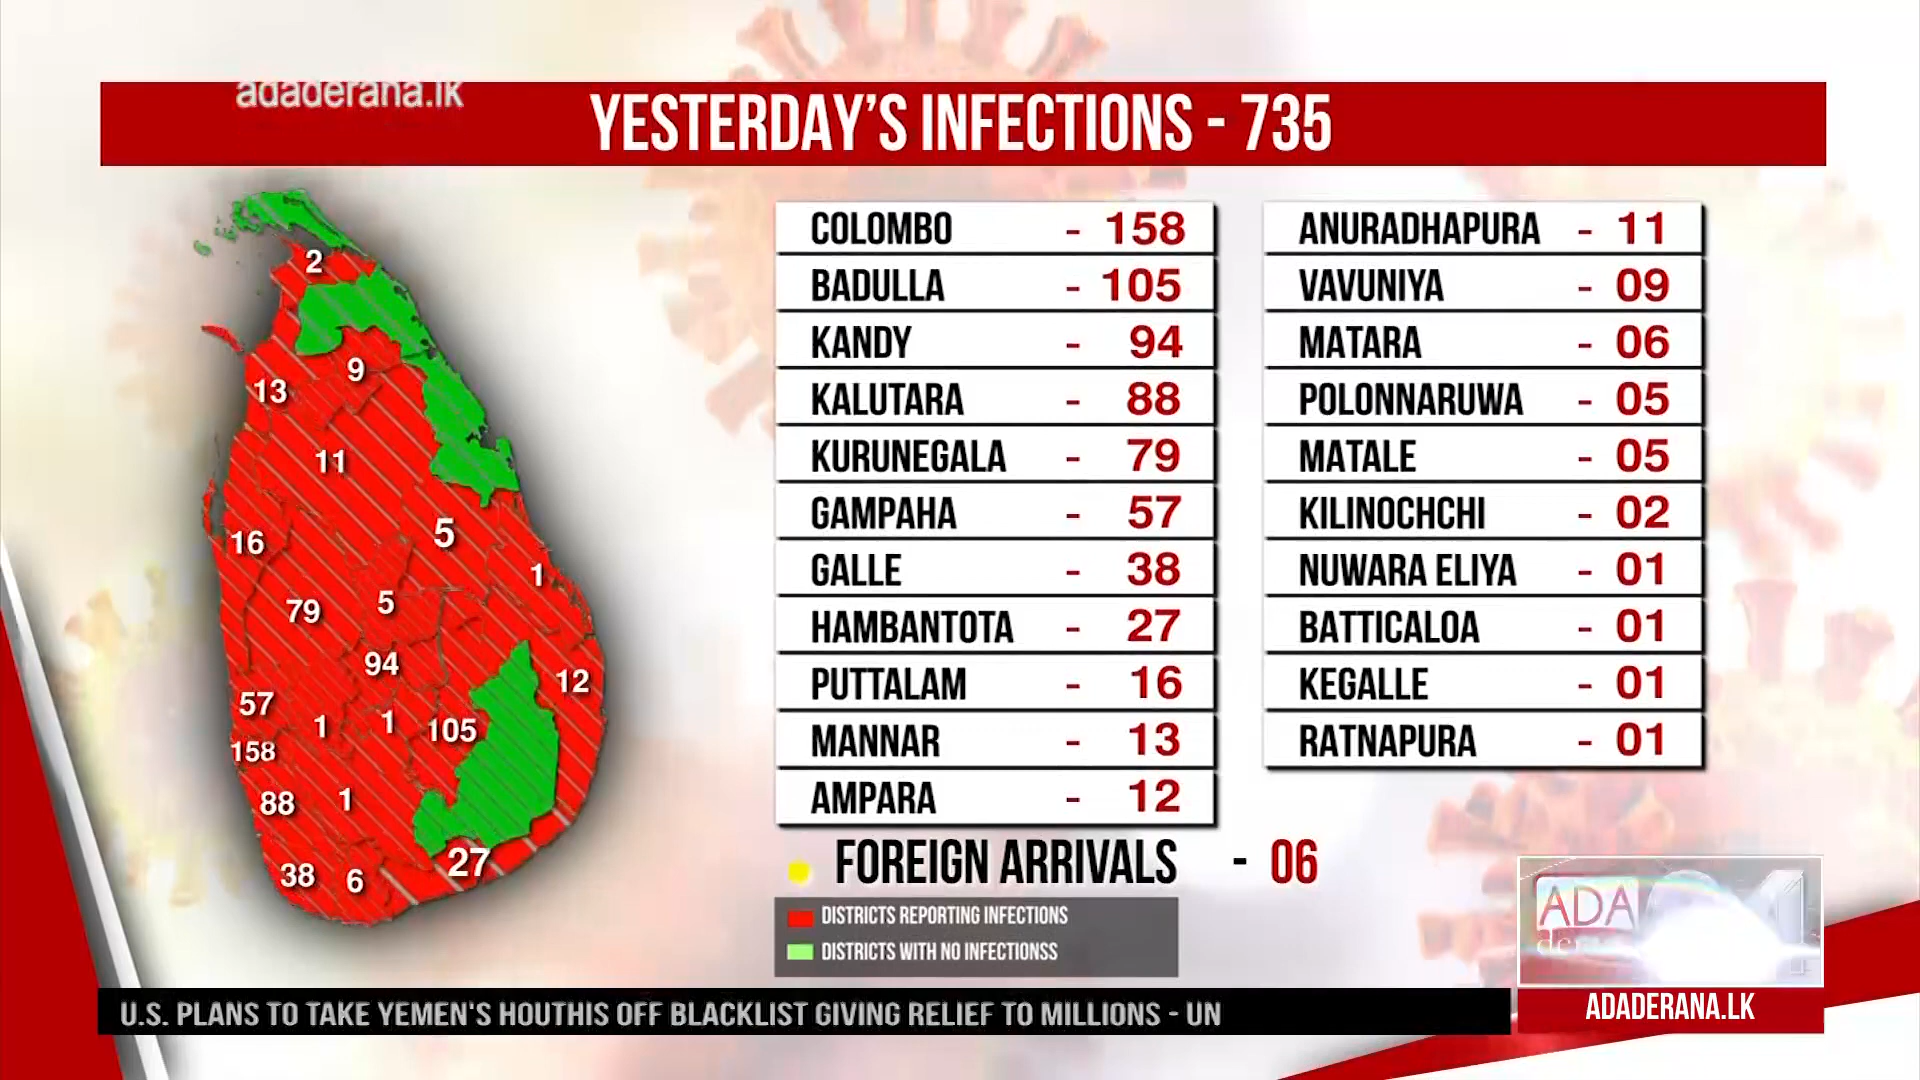 adaderana.lk
YESTERDAY'S INFECTIONS - 735
COLOMBO - 158
BADULLA - 105
KANDY - 94
KALUTARA - 88
KURUNEGALA - 79
GAMPAHA - 57
GALLE - 38
HAMBANTOTA - 27
PUTTALAM - 16
MANNAR - 13
AMPARA - 12
ANURADHAPURA - 11
VAVUNIYA - 09
MATARA - 06
POLONNARUWA - 05
MATALE - 05
KILINOCHCHI - 02
NUWARA ELIYA - 01
BATTICALOA - 01
KEGALLE - 01
RATNAPURA - 01
2
9
13
11
16
5
1
79
5
94
12
57
1
1
105
158
88
1
38
6
27
FOREIGN ARRIVALS - 06
DISTRICTS REPORTING INFECTIONS
DISTRICTS WITH NO INFECTIONSS
ADA
U.S. PLANS TO TAKE YEMEN'S HOUTHIS OFF BLACKLIST GIVING RELIEF TO MILLIONS - UN
ADADERANA.LK